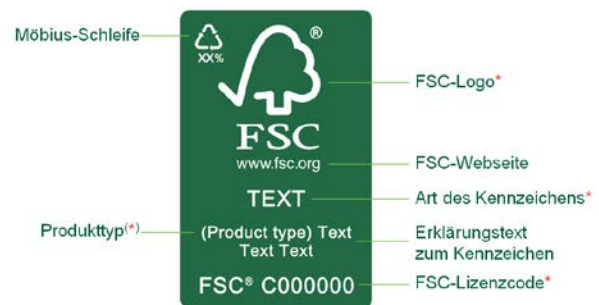 Möbius-Schleife
XX%
®
FSC-Logo*
FSC
www.fsc.org
FSC-Webseite
TEXT
Art des Kennzeichens*
Produkttyp(*)
(Product type) Text
Text Text
Erklärungstext
zum Kennzeichen
FSC® C000000
FSC-Lizenzcode*